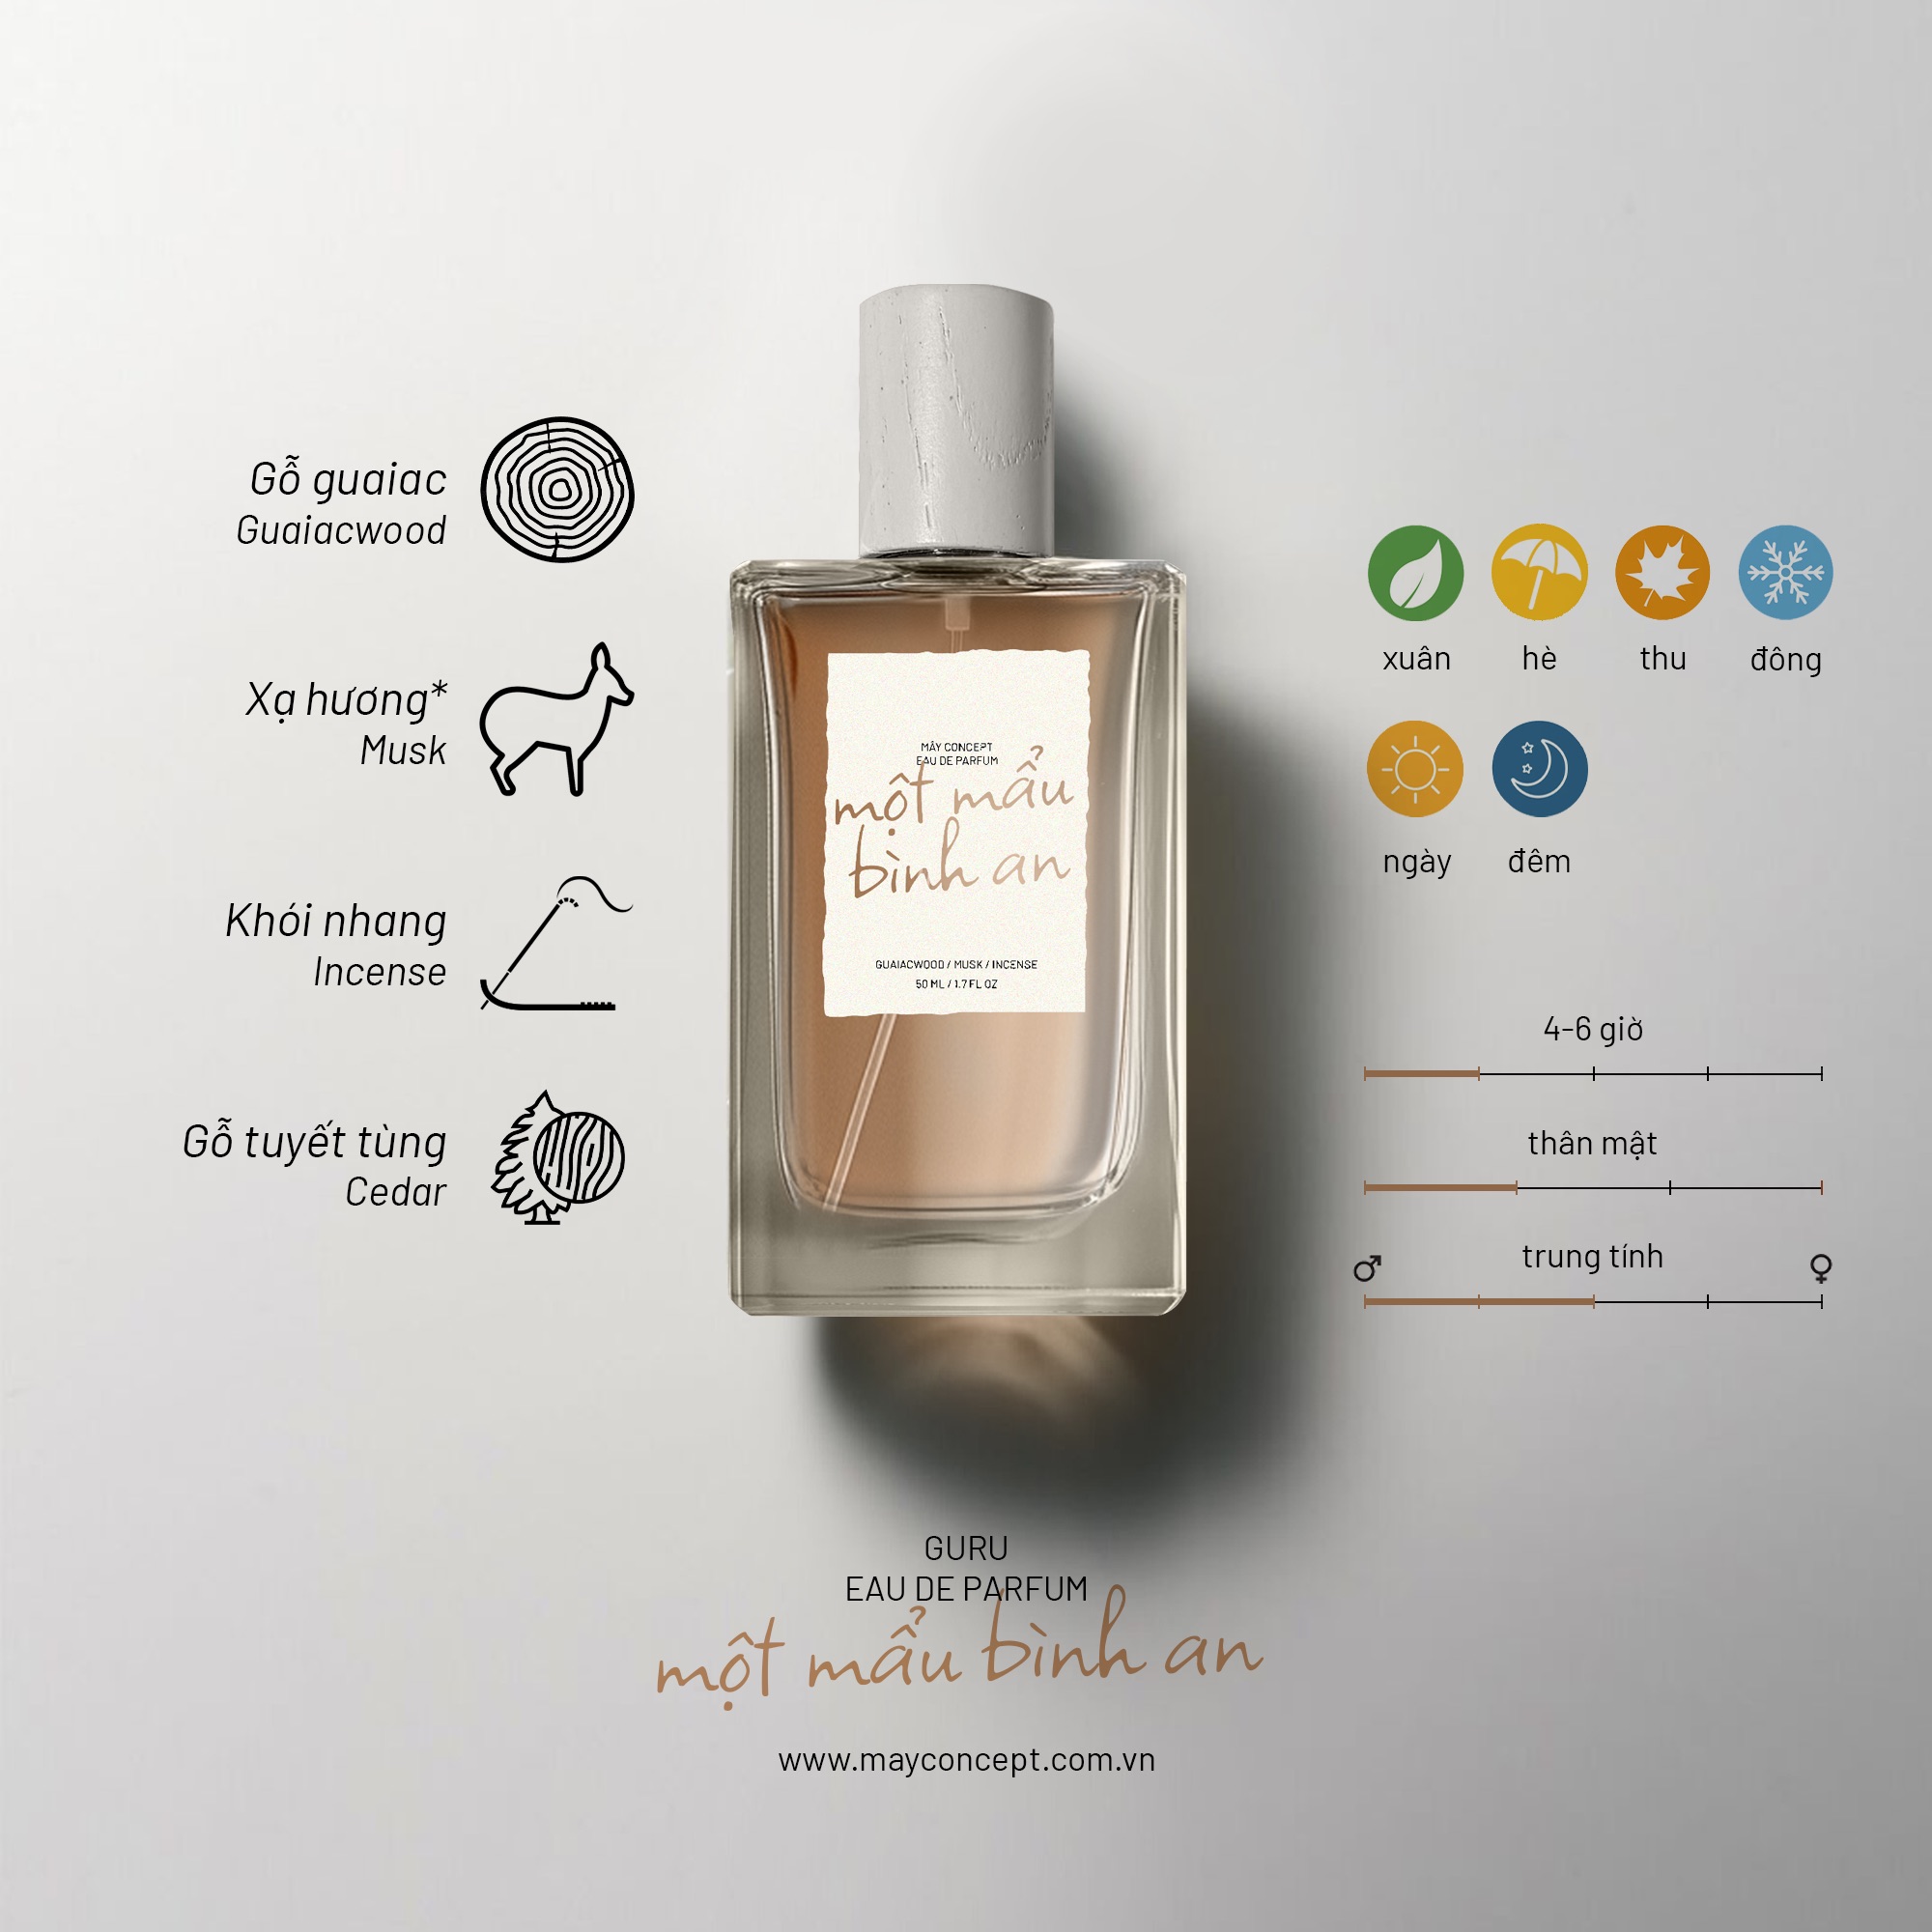 Gỗ guaiac
Guaiacwood
Xạ hương*
Musk
Khói nhang
Incense
Gỗ tuyết tùng
Cedar
MÂY CONCEPT
EAU DE PARFUM
một mẩu
bình an
GUAIACWOOD / MUSK / INCENSE
50 ML / 1.7 FL OZ
xuân hè thu đông
ngày đêm
4-6 giờ
thân mật
♂ trung tính ♀
GURU
EAU DE PARFUM
một mẩu bình an
www.mayconcept.com.vn